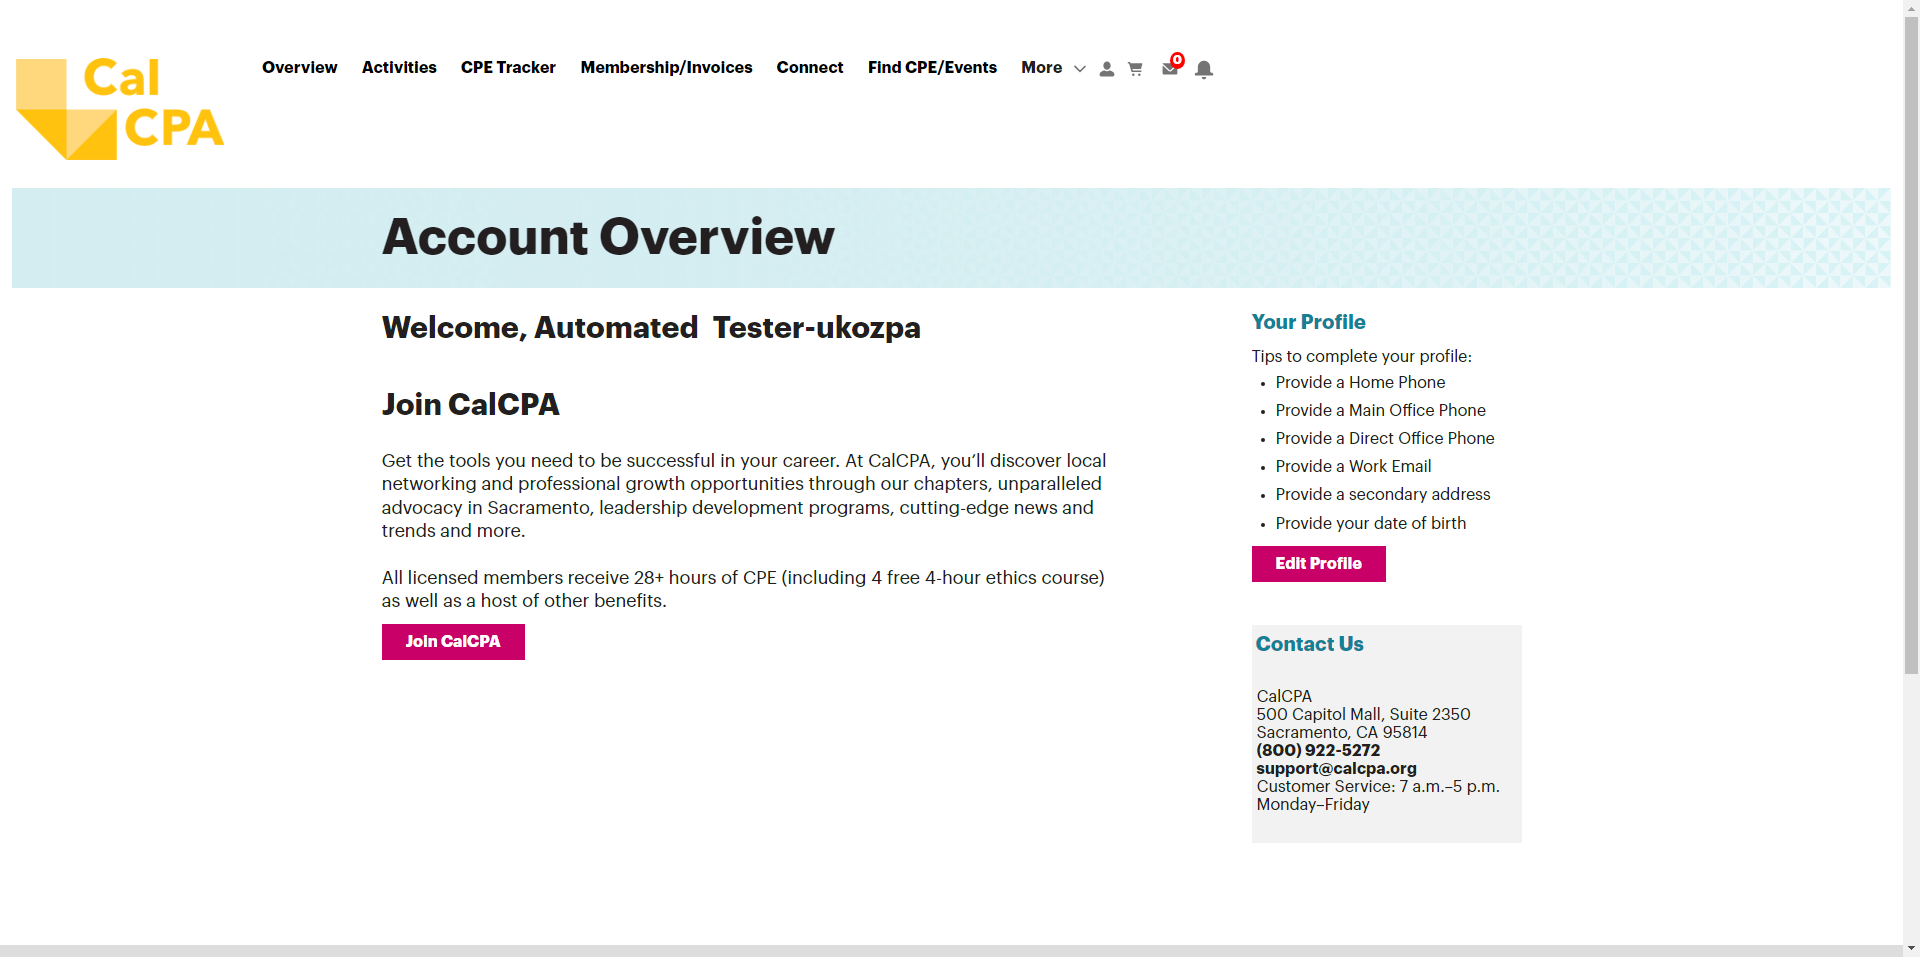 Cal
CPA
Overview
Activities
CPE Tracker
Membership/Invoices
Connect
Find CPE/Events
More
0
Account Overview
Welcome, Automated Tester-ukozpa
Join CalCPA
Get the tools you need to be successful in your career. At CalCPA, you’ll discover local
networking and professional growth opportunities through our chapters, unparalleled
advocacy in Sacramento, leadership development programs, cutting-edge news and
trends and more.
All licensed members receive 28+ hours of CPE (including 4 free 4-hour ethics course)
as well as a host of other benefits.
Join CalCPA
Your Profile
Tips to complete your profile:
Provide a Home Phone
Provide a Main Office Phone
Provide a Direct Office Phone
Provide a Work Email
Provide a secondary address
Provide your date of birth
Edit Profile
Contact Us
CalCPA
500 Capitol Mall, Suite 2350
Sacramento, CA 95814
(800) 922-5272
support@calcpa.org
Customer Service: 7 a.m.–5 p.m.
Monday–Friday